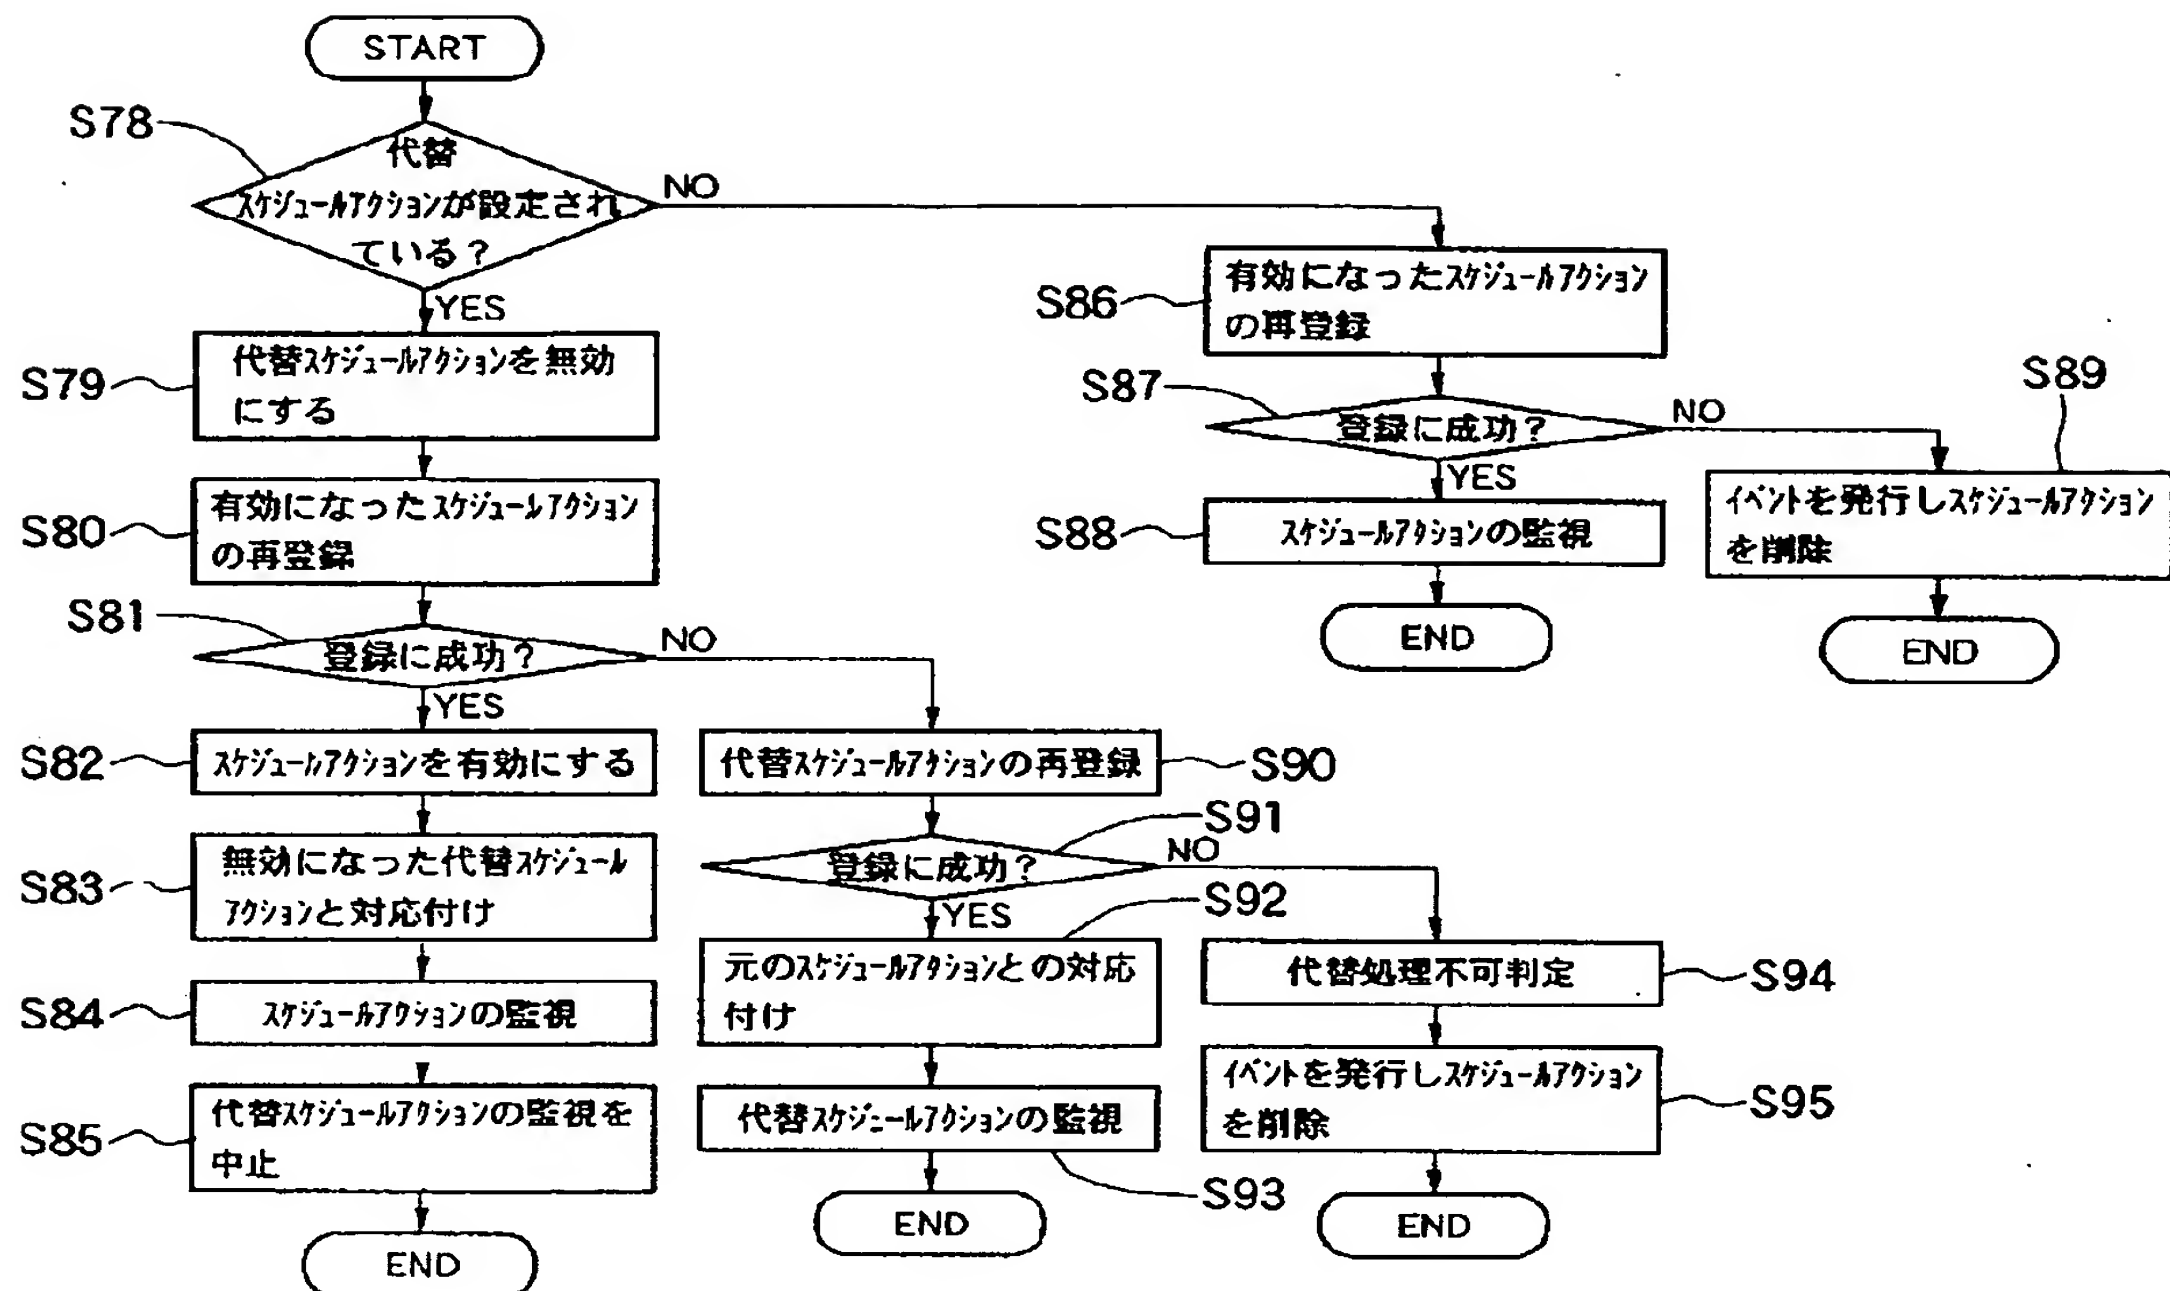 START
S78
代替
スケジュールアクションが設定され
ている?
NO
YES
S79
代替スケジュールアクションを無効
にする
S80
有効になったスケジュールアクション
の再登録
S81
登録に成功?
NO
YES
S82
スケジュールアクションを有効にする
S83
無効になった代替スケジュール
アクションと対応付け
S84
スケジュールアクションの監視
S85
代替スケジュールアクションの監視を
中止
END
S86
有効になったスケジュールアクション
の再登録
S87
登録に成功?
NO
YES
S88
スケジュールアクションの監視
END
S89
イベントを発行しスケジュールアクション
を削除
END
代替スケジュールアクションの再登録
S90
S91
登録に成功?
NO
YES
S92
元のスケジュールアクションとの対応
付け
代替スケジュールアクションの監視
S93
END
代替処理不可判定
S94
イベントを発行しスケジュールアクション
を削除
S95
END